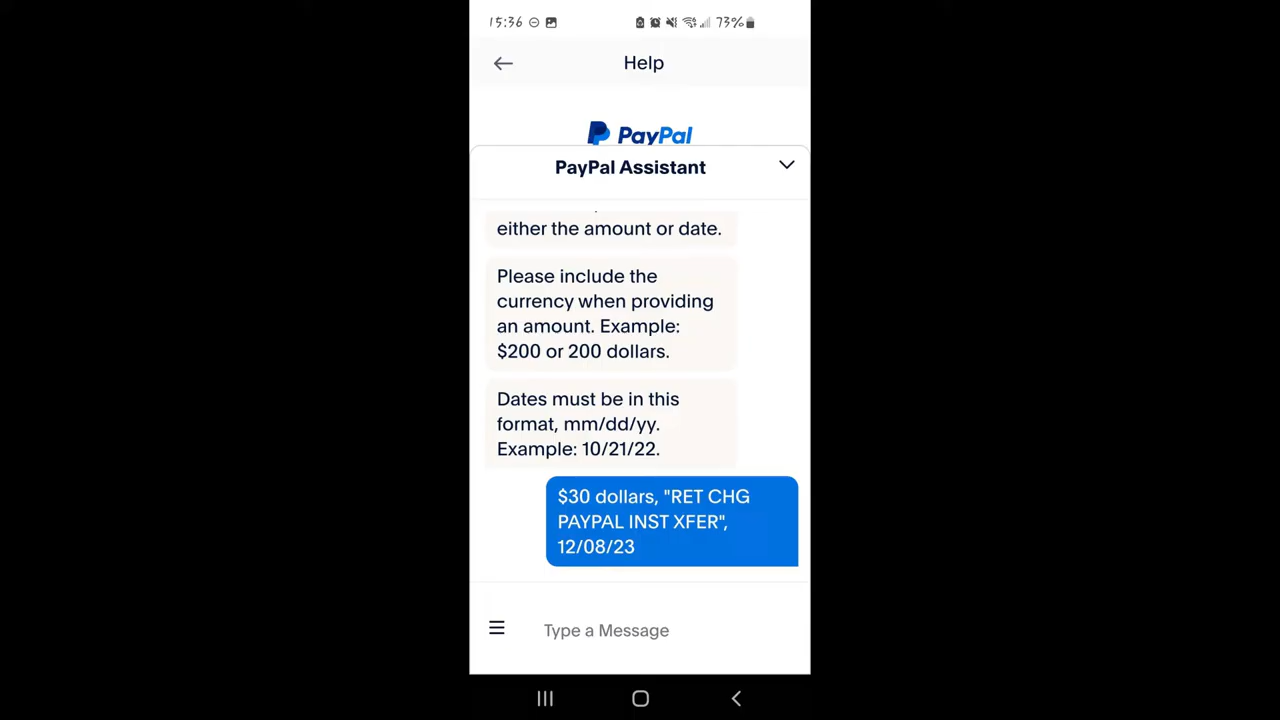 15:36 73%
Help
PayPal
PayPal Assistant
either the amount or date.
Please include the
currency when providing
an amount. Example:
$200 or 200 dollars.
Dates must be in this
format, mm/dd/yy.
Example: 10/21/22.
$30 dollars, "RET CHG
PAYPAL INST XFER",
12/08/23
Type a Message